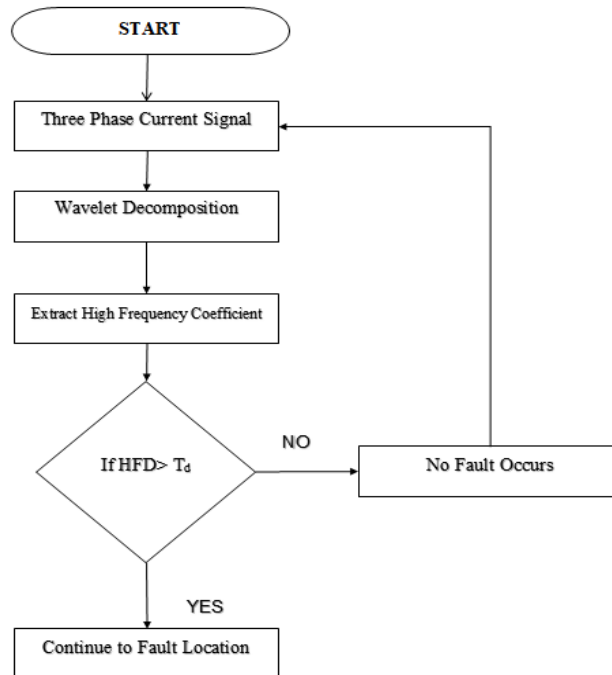 START
Three Phase Current Signal
Wavelet Decomposition
Extract High Frequency Coefficient
If HFD> Td
NO
No Fault Occurs
YES
Continue to Fault Location